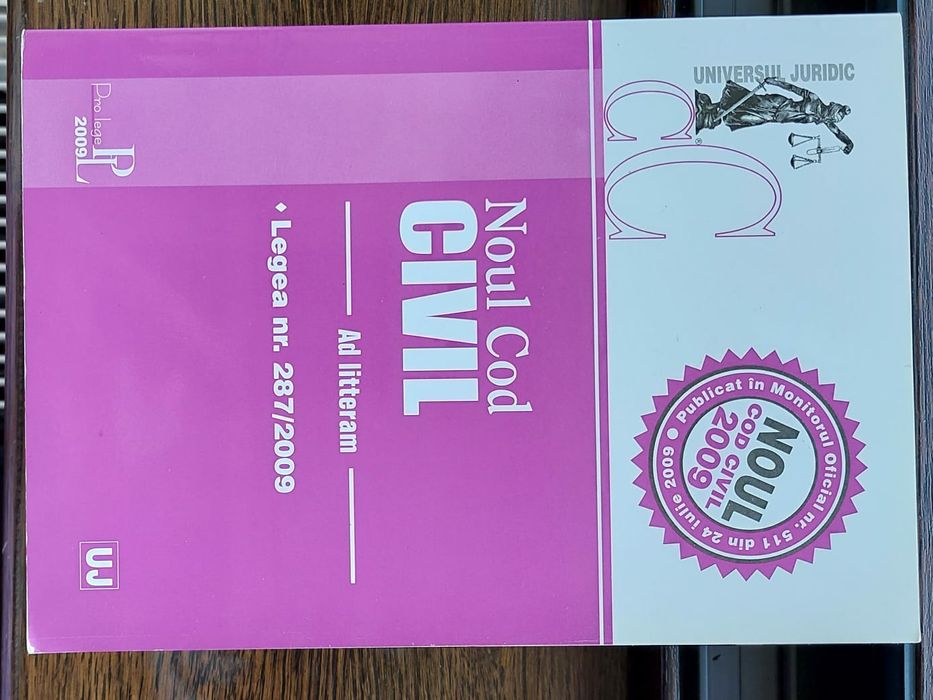 UNIVERSUL JURIDIC
CC
®
Publicat în Monitorul Oficial nr. 511 din 24 iulie 2009
NOUL
COD CIVIL
2009
Noul Cod
CIVIL
Ad litteram
• Legea nr. 287/2009
PL
Pro lege
2009
UJ